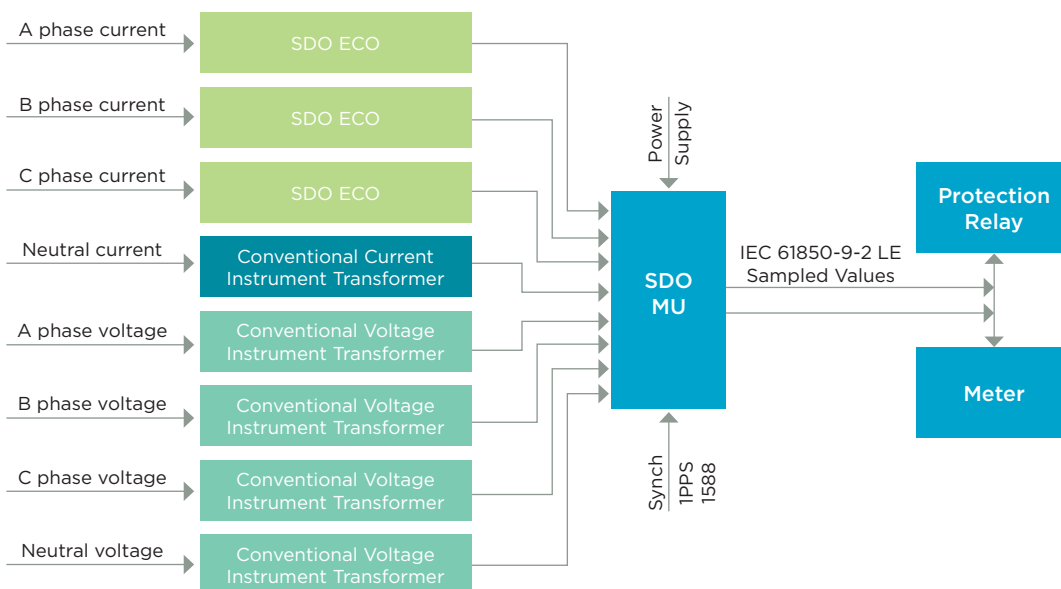 A phase current
SDO ECO
B phase current
SDO ECO
C phase current
SDO ECO
Neutral current
Conventional Current
Instrument Transformer
A phase voltage
Conventional Voltage
Instrument Transformer
B phase voltage
Conventional Voltage
Instrument Transformer
C phase voltage
Conventional Voltage
Instrument Transformer
Neutral voltage
Conventional Voltage
Instrument Transformer
Power
Supply
SDO
MU
Synch
1PPS
1588
IEC 61850-9-2 LE
Sampled Values
Protection
Relay
Meter